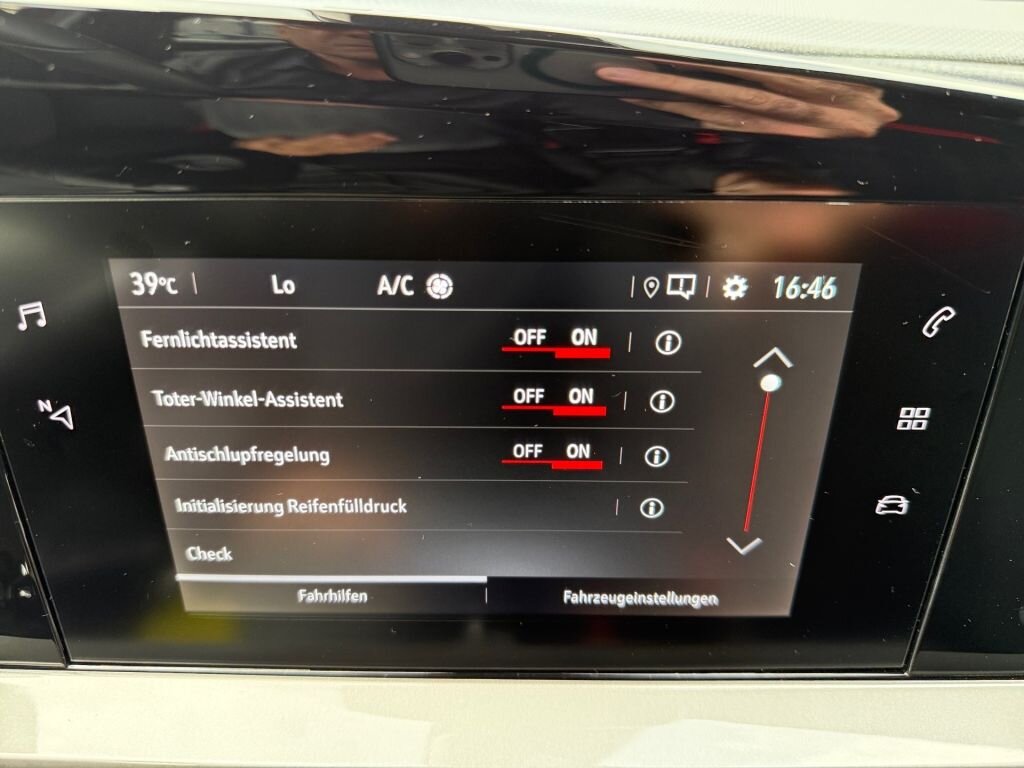 39°C Lo A/C 16:46
Fernlichtassistent OFF ON
Toter-Winkel-Assistent OFF ON
Antischlupfregelung OFF ON
Initialisierung Reifenfülldruck
Check
Fahrhilfen Fahrzeugeinstellungen
N